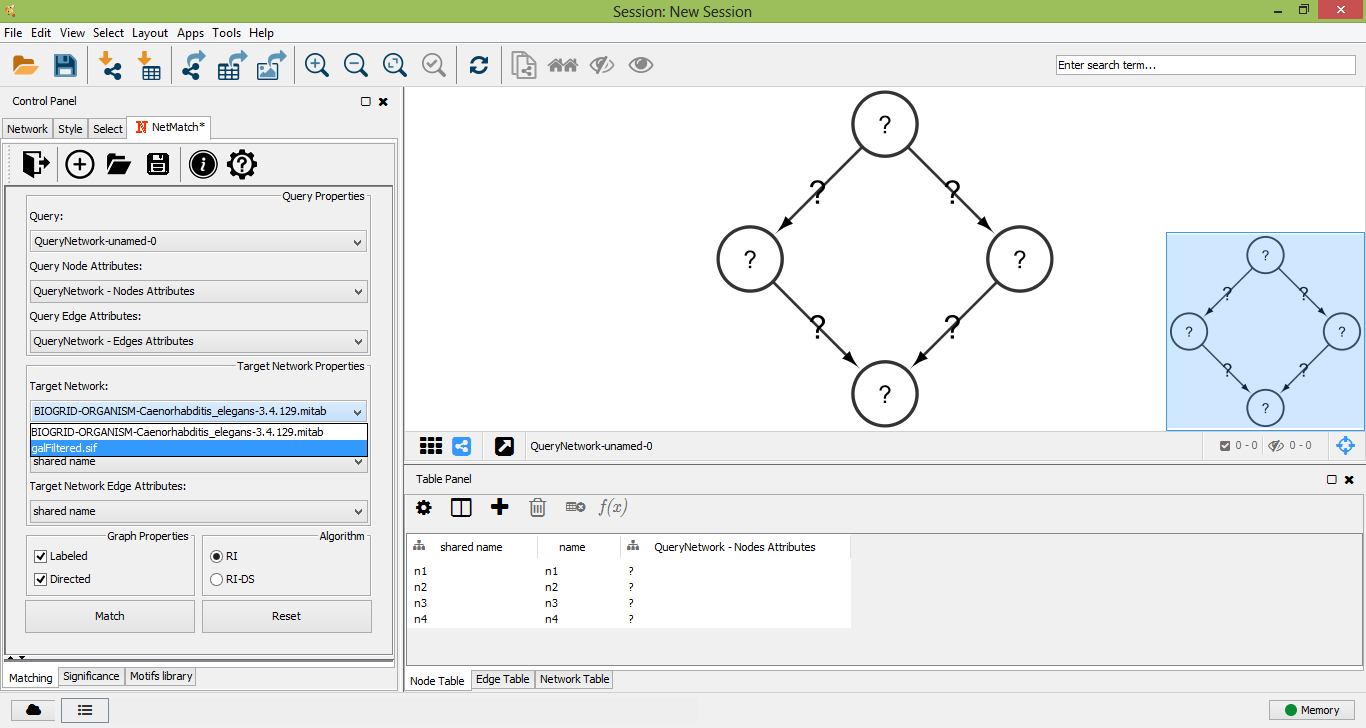 Session: New Session
File Edit View Select Layout Apps Tools Help
Enter search term...
Control Panel
Network Style Select NetMatch*
Query Properties
Query:
QueryNetwork-unamed-0
Query Node Attributes:
QueryNetwork - Nodes Attributes
Query Edge Attributes:
QueryNetwork - Edges Attributes
Target Network Properties
Target Network:
BIOGRID-ORGANISM-Caenorhabditis_elegans-3.4.129.mitab
BIOGRID-ORGANISM-Caenorhabditis_elegans-3.4.129.mitab
galFiltered.sif
shared name
Target Network Edge Attributes:
shared name
Graph Properties
Labeled
Directed
Algorithm
RI
RI-DS
Match Reset
Matching Significance Motifs library
?
? ?
? ?
? ?
?
?
? ?
? ?
? ?
?
QueryNetwork-unamed-0
0 - 0 0 - 0
Table Panel
f(x)
shared name name QueryNetwork - Nodes Attributes
n1 n1 ?
n2 n2 ?
n3 n3 ?
n4 n4 ?
Node Table Edge Table Network Table
Memory